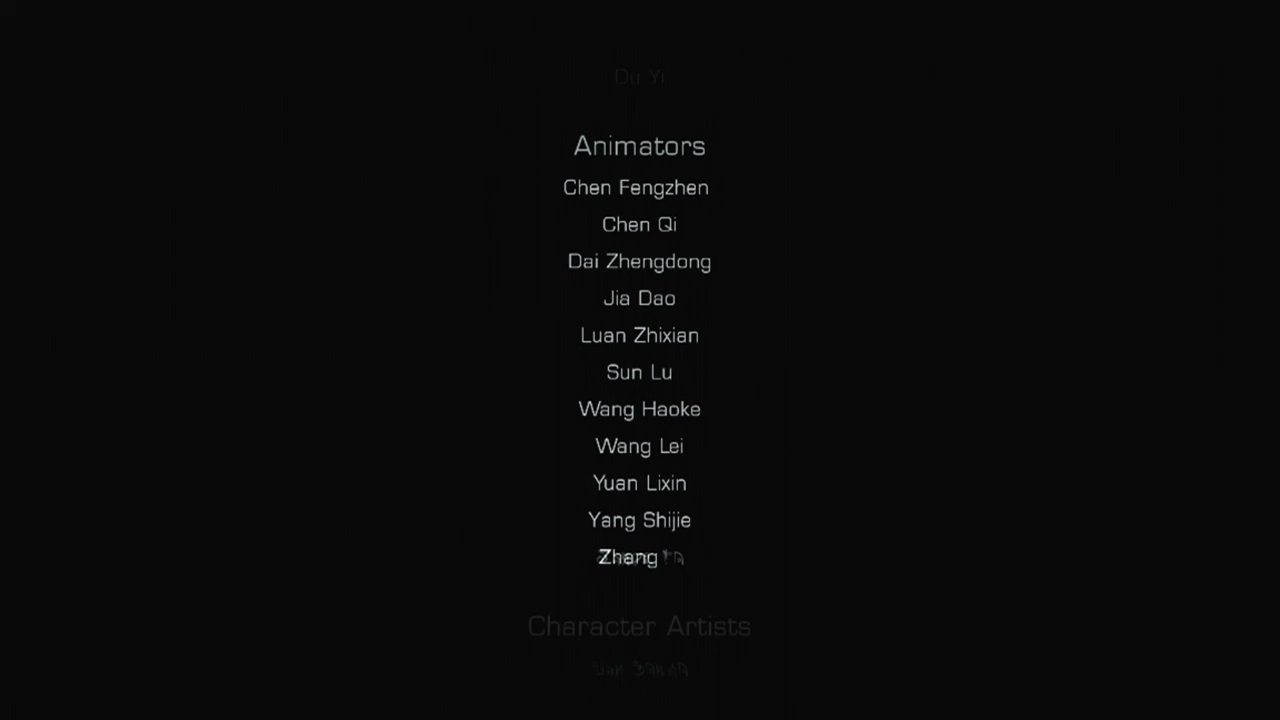 Du Yi
Animators
Chen Fengzhen
Chen Qi
Dai Zhengdong
Jia Dao
Luan Zhixian
Sun Lu
Wang Haoke
Wang Lei
Yuan Lixin
Yang Shijie
Zhang
Character Artists